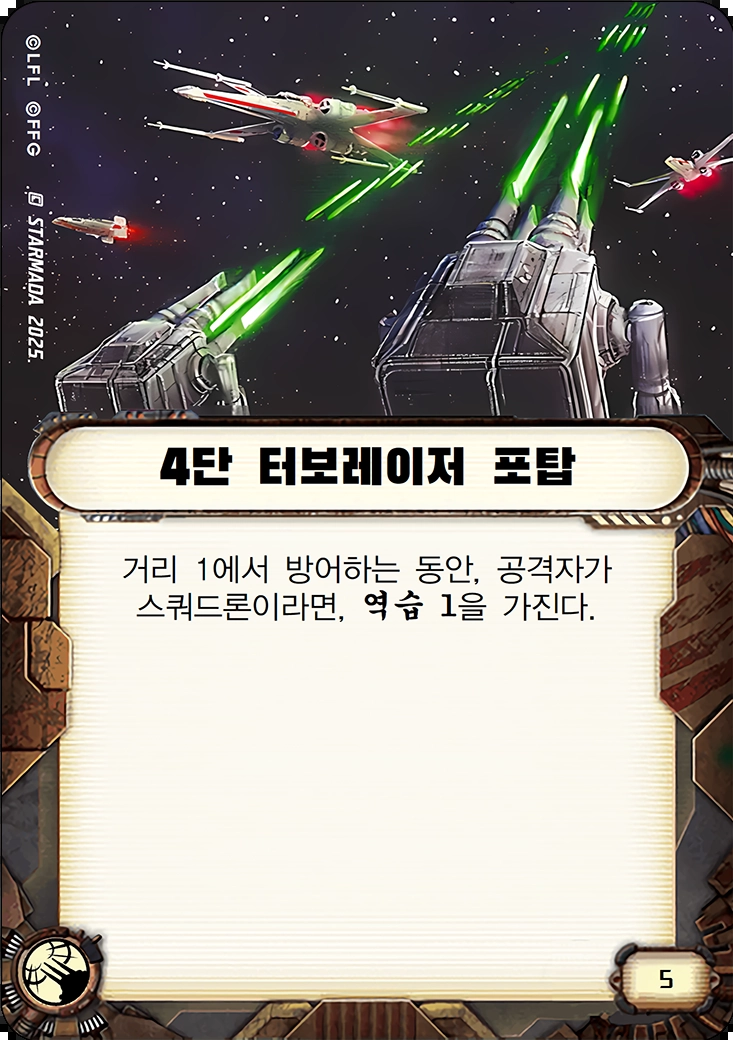 ©LFL ©FFG
STARMADA 2025.
4단 터보레이저 포탑
거리 1에서 방어하는 동안, 공격자가
스쿼드론이라면, 역습 1을 가진다.
5